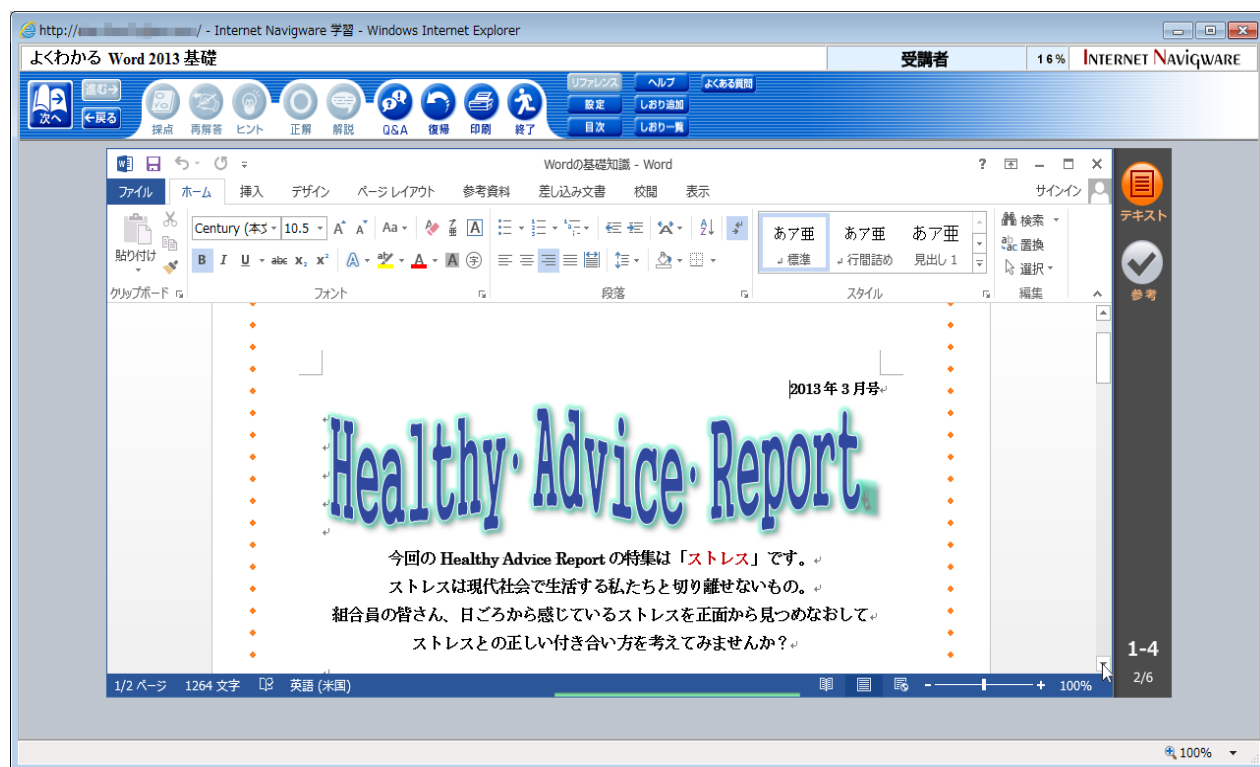 http:// / - Internet Navigware 学習 - Windows Internet Explorer
よくわかる Word 2013 基礎 受講者 16% INTERNET NAVIGWARE
次へ 進む→ ←戻る 採点 再解答 ヒント 正解 解説 Q&A 復帰 印刷 終了 リファレンス ヘルプ よくある質問
設定 しおり追加
目次 しおり一覧
Wordの基礎知識 - Word ?
ファイル ホーム 挿入 デザイン ページ レイアウト 参考資料 差し込み文書 校閲 表示 サインイン
テキスト
貼り付け Century (本文 10.5 A A Aa A あア亜 あア亜 あア亜 検索
B I U abc X₂ X² A aby A A 字 標準 行間詰め 見出し 1 置換
選択
クリップボード フォント 段落 スタイル 編集
参考
2013 年 3 月号
Healthy Advice Report
今回の Healthy Advice Report の特集は「ストレス」です。
ストレスは現代社会で生活する私たちと切り離せないもの。
組合員の皆さん、日ごろから感じているストレスを正面から見つめなおして
ストレスとの正しい付き合い方を考えてみませんか？
1-4
2/6
1/2 ページ 1264 文字 英語 (米国) 100%
100%